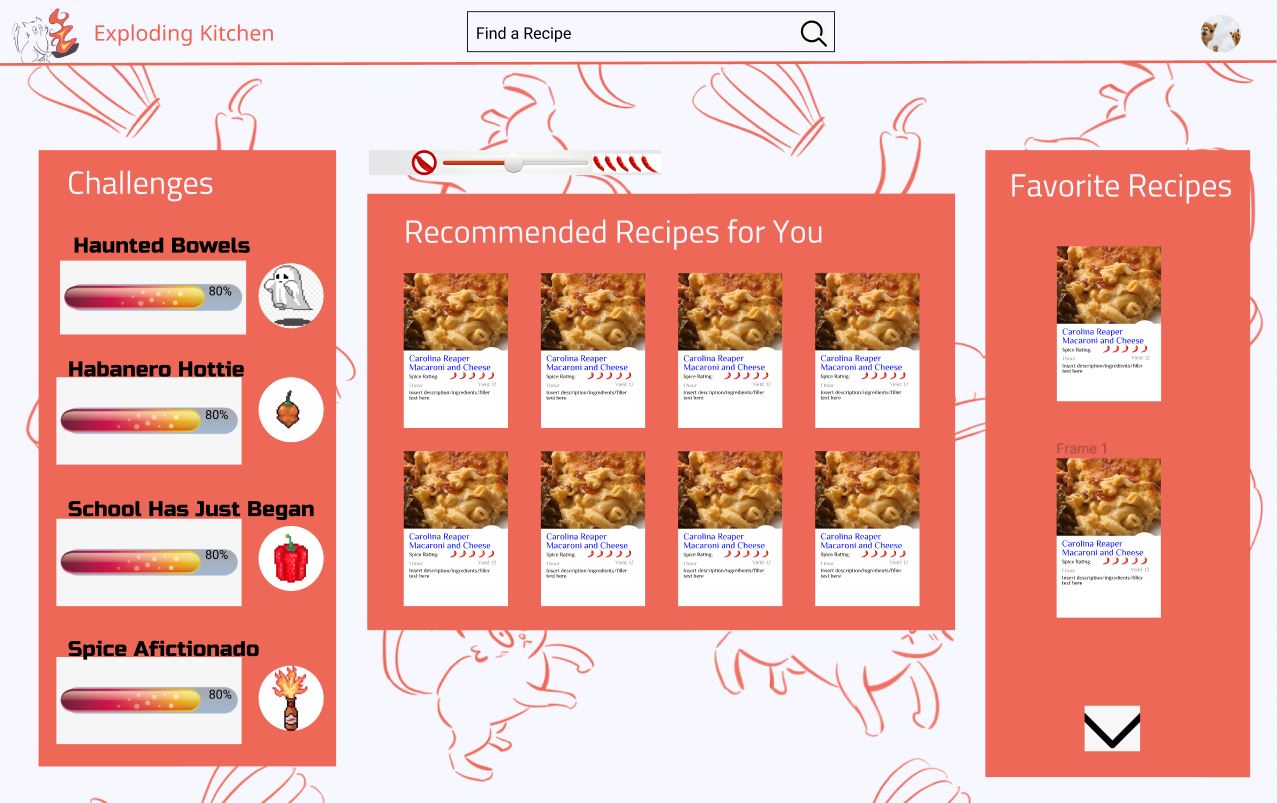 Exploding Kitchen
Find a Recipe
Challenges
Haunted Bowels
80%
Habanero Hottie
80%
School Has Just Began
80%
Spice Afictionado
80%
Recommended Recipes for You
Carolina Reaper
Macaroni and Cheese
Spice Rating:
1 hour
Yield: 12
Insert description/ingredients/filler
text here
Carolina Reaper
Macaroni and Cheese
Spice Rating:
1 hour
Yield: 12
Insert description/ingredients/filler
text here
Carolina Reaper
Macaroni and Cheese
Spice Rating:
1 hour
Yield: 12
Insert description/ingredients/filler
text here
Carolina Reaper
Macaroni and Cheese
Spice Rating:
1 hour
Yield: 12
Insert description/ingredients/filler
text here
Carolina Reaper
Macaroni and Cheese
Spice Rating:
1 hour
Yield: 12
Insert description/ingredients/filler
text here
Carolina Reaper
Macaroni and Cheese
Spice Rating:
1 hour
Yield: 12
Insert description/ingredients/filler
text here
Carolina Reaper
Macaroni and Cheese
Spice Rating:
1 hour
Yield: 12
Insert description/ingredients/filler
text here
Carolina Reaper
Macaroni and Cheese
Spice Rating:
1 hour
Yield: 12
Insert description/ingredients/filler
text here
Favorite Recipes
Carolina Reaper
Macaroni and Cheese
Spice Rating:
1 hour
Yield: 12
Insert description/ingredients/filler
text here
Frame 1
Carolina Reaper
Macaroni and Cheese
Spice Rating:
1 hour
Yield: 12
Insert description/ingredients/filler
text here